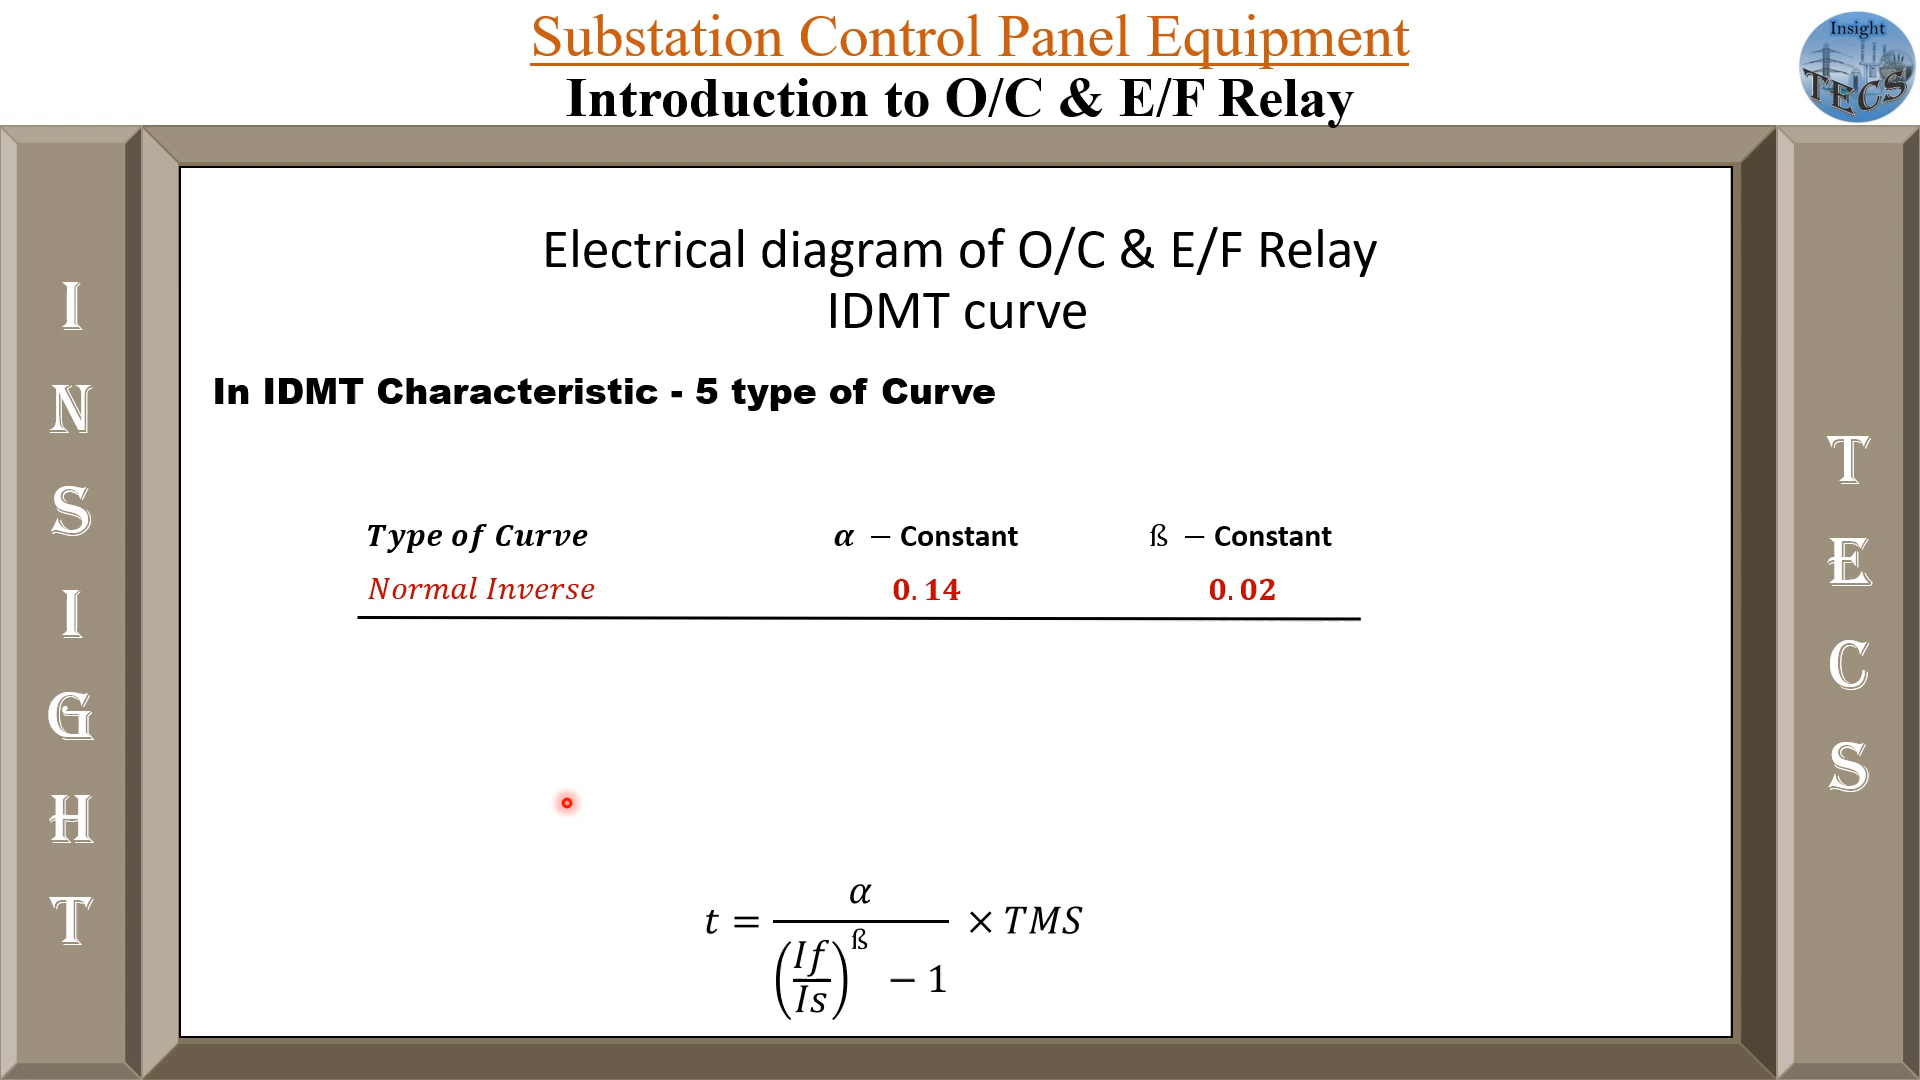 Substation Control Panel Equipment
Introduction to O/C & E/F Relay
Insight
TECS
INSIGHT
Electrical diagram of O/C & E/F Relay
IDMT curve
In IDMT Characteristic - 5 type of Curve
Type of Curve α − Constant ß − Constant
Normal Inverse 0.14 0.02
t = α / ((If/Is)^ß − 1) × TMS
TECS